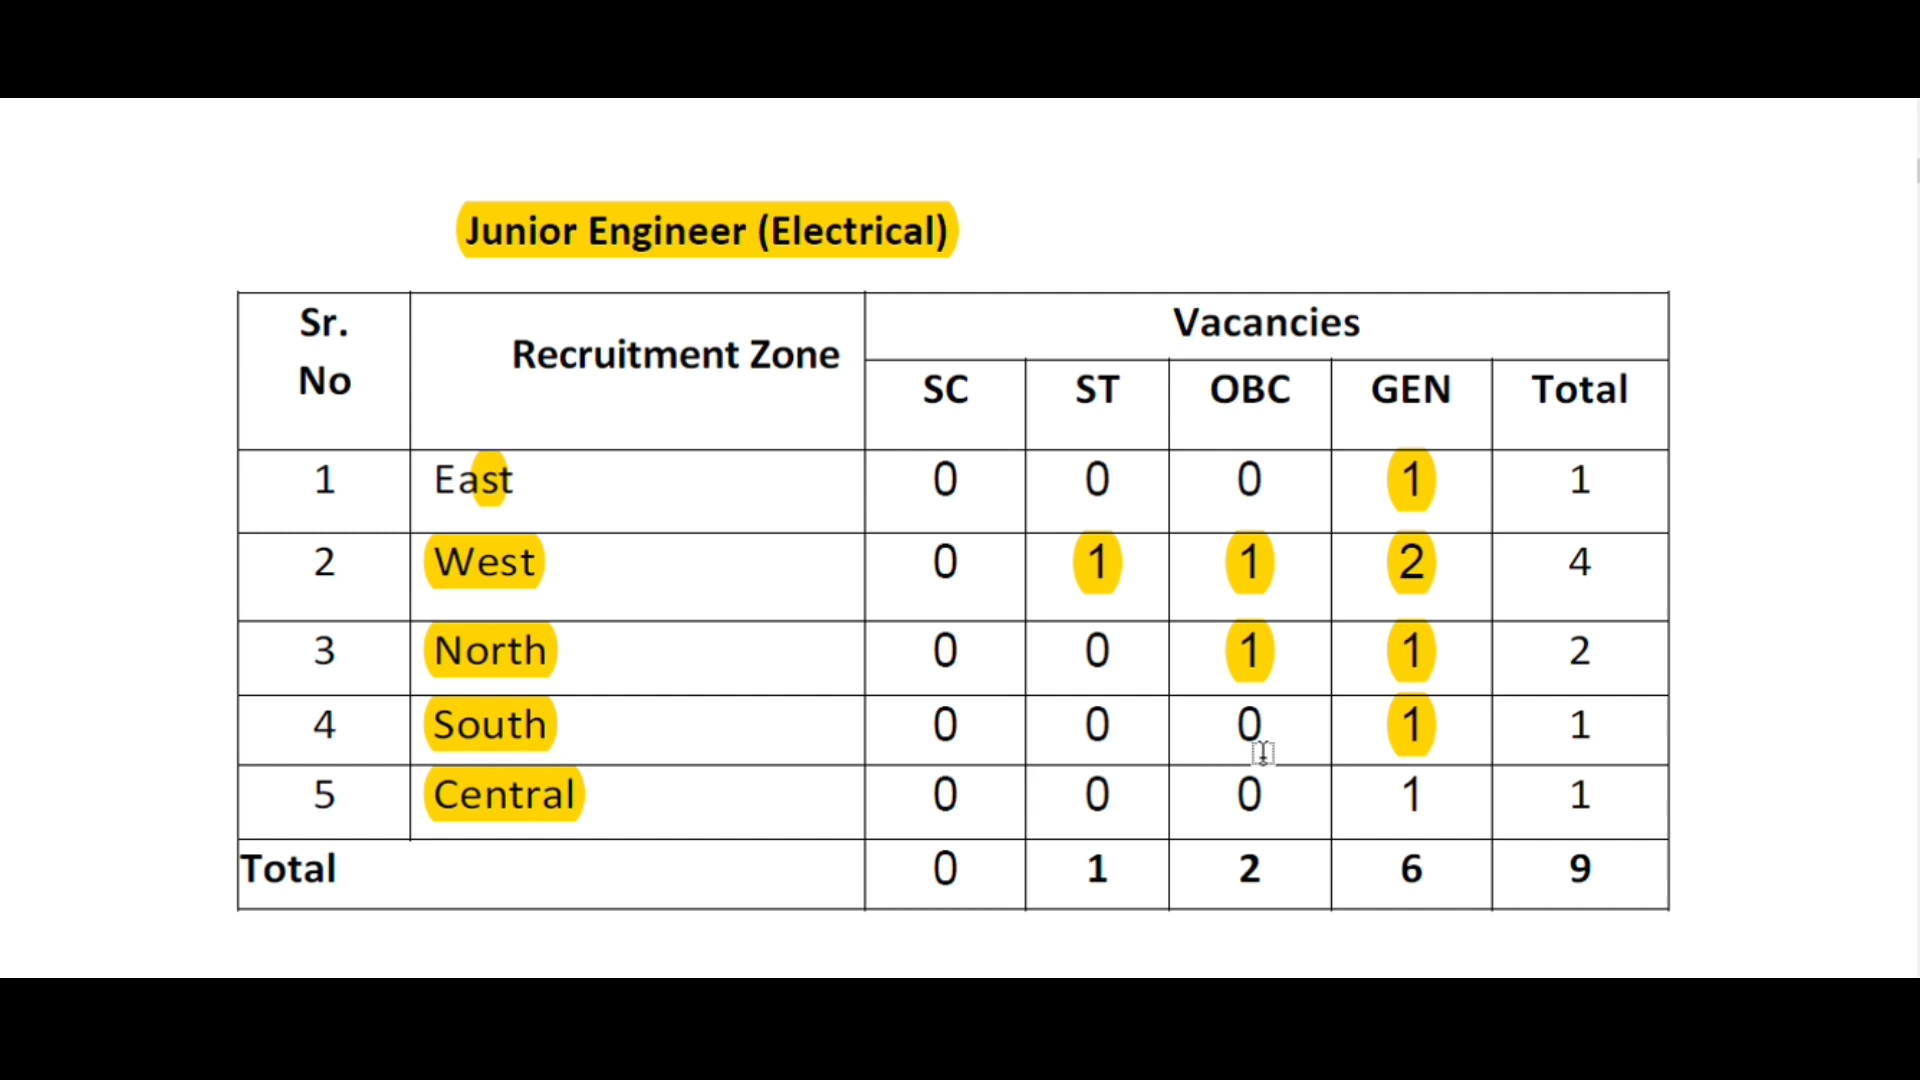 Junior Engineer (Electrical)
Sr. No Recruitment Zone Vacancies
SC ST OBC GEN Total
1 East 0 0 0 1 1
2 West 0 1 1 2 4
3 North 0 0 1 1 2
4 South 0 0 0 1 1
5 Central 0 0 0 1 1
Total 0 1 2 6 9